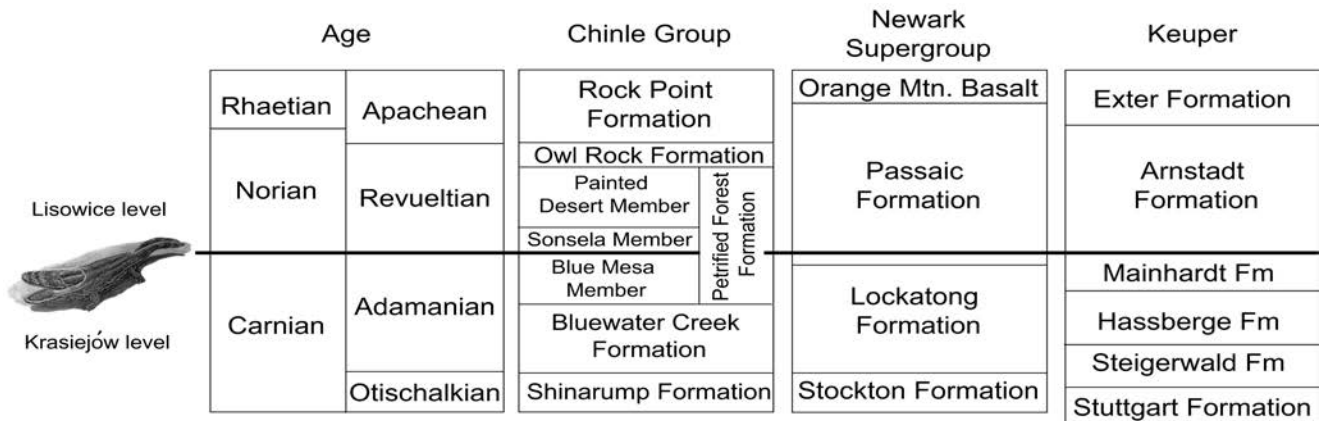 Age
Chinle Group
Newark
Supergroup
Keuper
Rhaetian
Norian
Carnian
Apachean
Revueltian
Adamanian
Otischalkian
Rock Point
Formation
Owl Rock Formation
Painted
Desert Member
Sonsela Member
Blue Mesa
Member
Petrified Forest
Formation
Bluewater Creek
Formation
Shinarump Formation
Orange Mtn. Basalt
Passaic
Formation
Lockatong
Formation
Stockton Formation
Exter Formation
Arnstadt
Formation
Mainhardt Fm
Hassberge Fm
Steigerwald Fm
Stuttgart Formation
Lisowice level
Krasiejów level